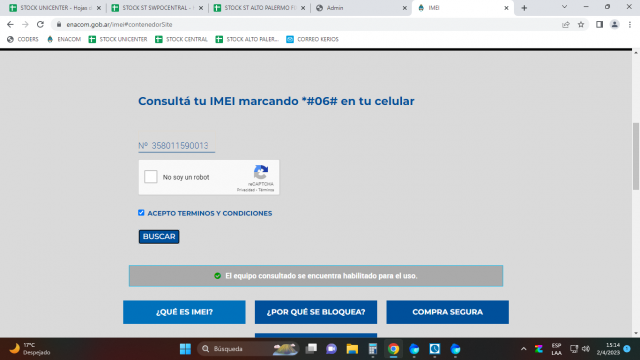 STOCK UNICENTER - Hojas d
STOCK ST SWPOCENTRAL -
STOCK ST ALTO PALERMO F
Admin
IMEI
enacom.gob.ar/imei#contenedorSite
CODERS
ENACOM
STOCK UNICENTER
STOCK CENTRAL
STOCK ALTO PALER...
CORREO KERIOS
Consultá tu IMEI marcando *#06# en tu celular
Nº 358011590013
No soy un robot
reCAPTCHA
Privacidad - Términos
ACEPTO TERMINOS Y CONDICIONES
BUSCAR
El equipo consultado se encuentra habilitado para el uso.
¿QUÉ ES IMEI?
¿POR QUÉ SE BLOQUEA?
COMPRA SEGURA
17°C
Despejado
Búsqueda
ESP
LAA
15:14
2/4/2023